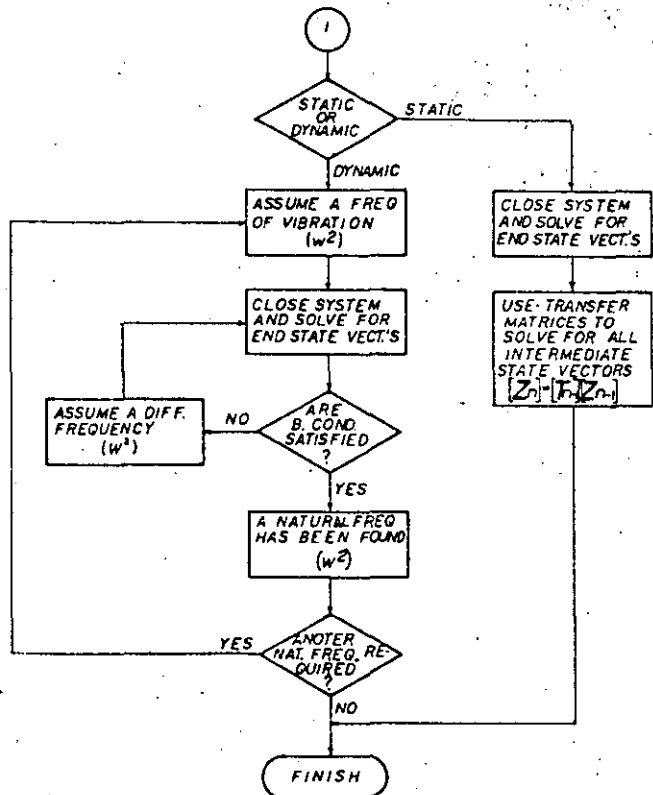 1
STATIC
OR
DYNAMIC
STATIC
DYNAMIC
ASSUME A FREQ
OF VIBRATION
(w²)
CLOSE SYSTEM
AND SOLVE FOR
END STATE VECT.'S
CLOSE SYSTEM
AND SOLVE FOR
END STATE VECT.'S
USE TRANSFER
MATRICES TO
SOLVE FOR ALL
INTERMEDIATE
STATE VECTORS
[Zn]=[Tn][Zn-1]
ASSUME A DIFF.
FREQUENCY
(w²)
NO
ARE
B. COND.
SATISFIED
?
YES
A NATURAL FREQ
HAS BEEN FOUND
(w²)
YES
ANOTER
NAT. FREQ. RE-
QUIRED
?
NO
FINISH